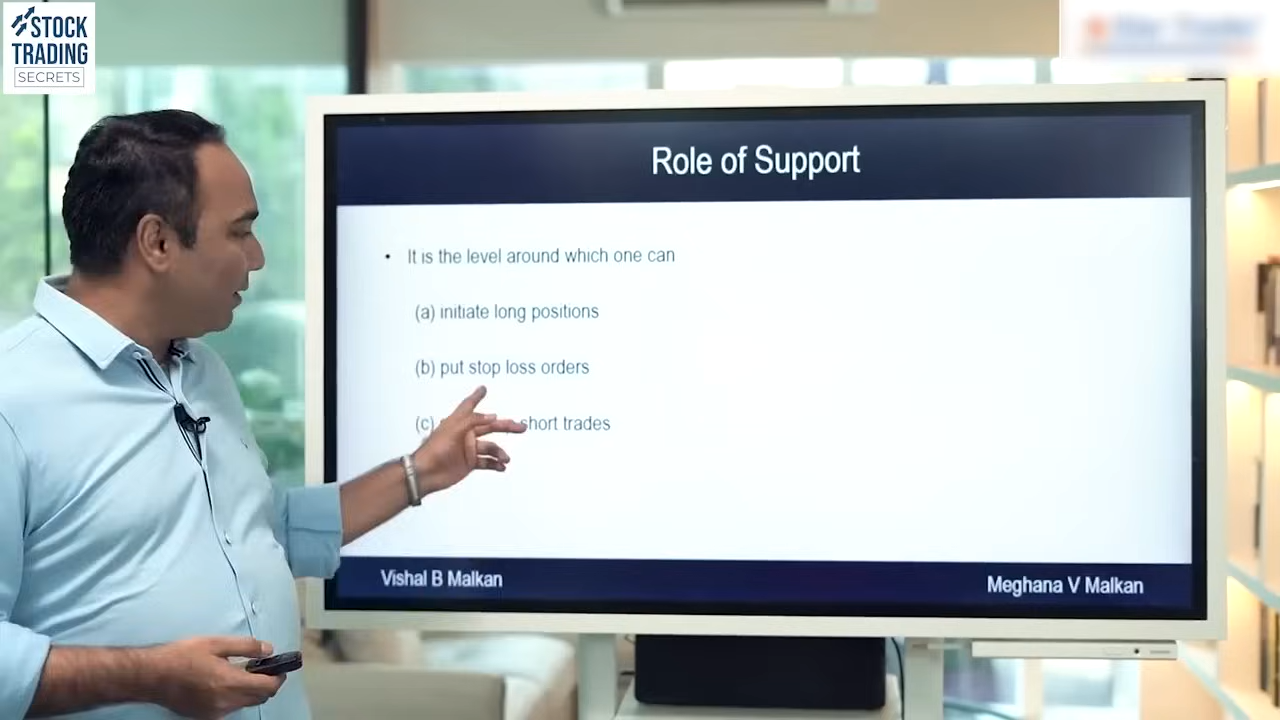 STOCK
TRADING
SECRETS
Role of Support
• It is the level around which one can
(a) initiate long positions
(b) put stop loss orders
(c) short trades
Vishal B Malkan
Meghana V Malkan